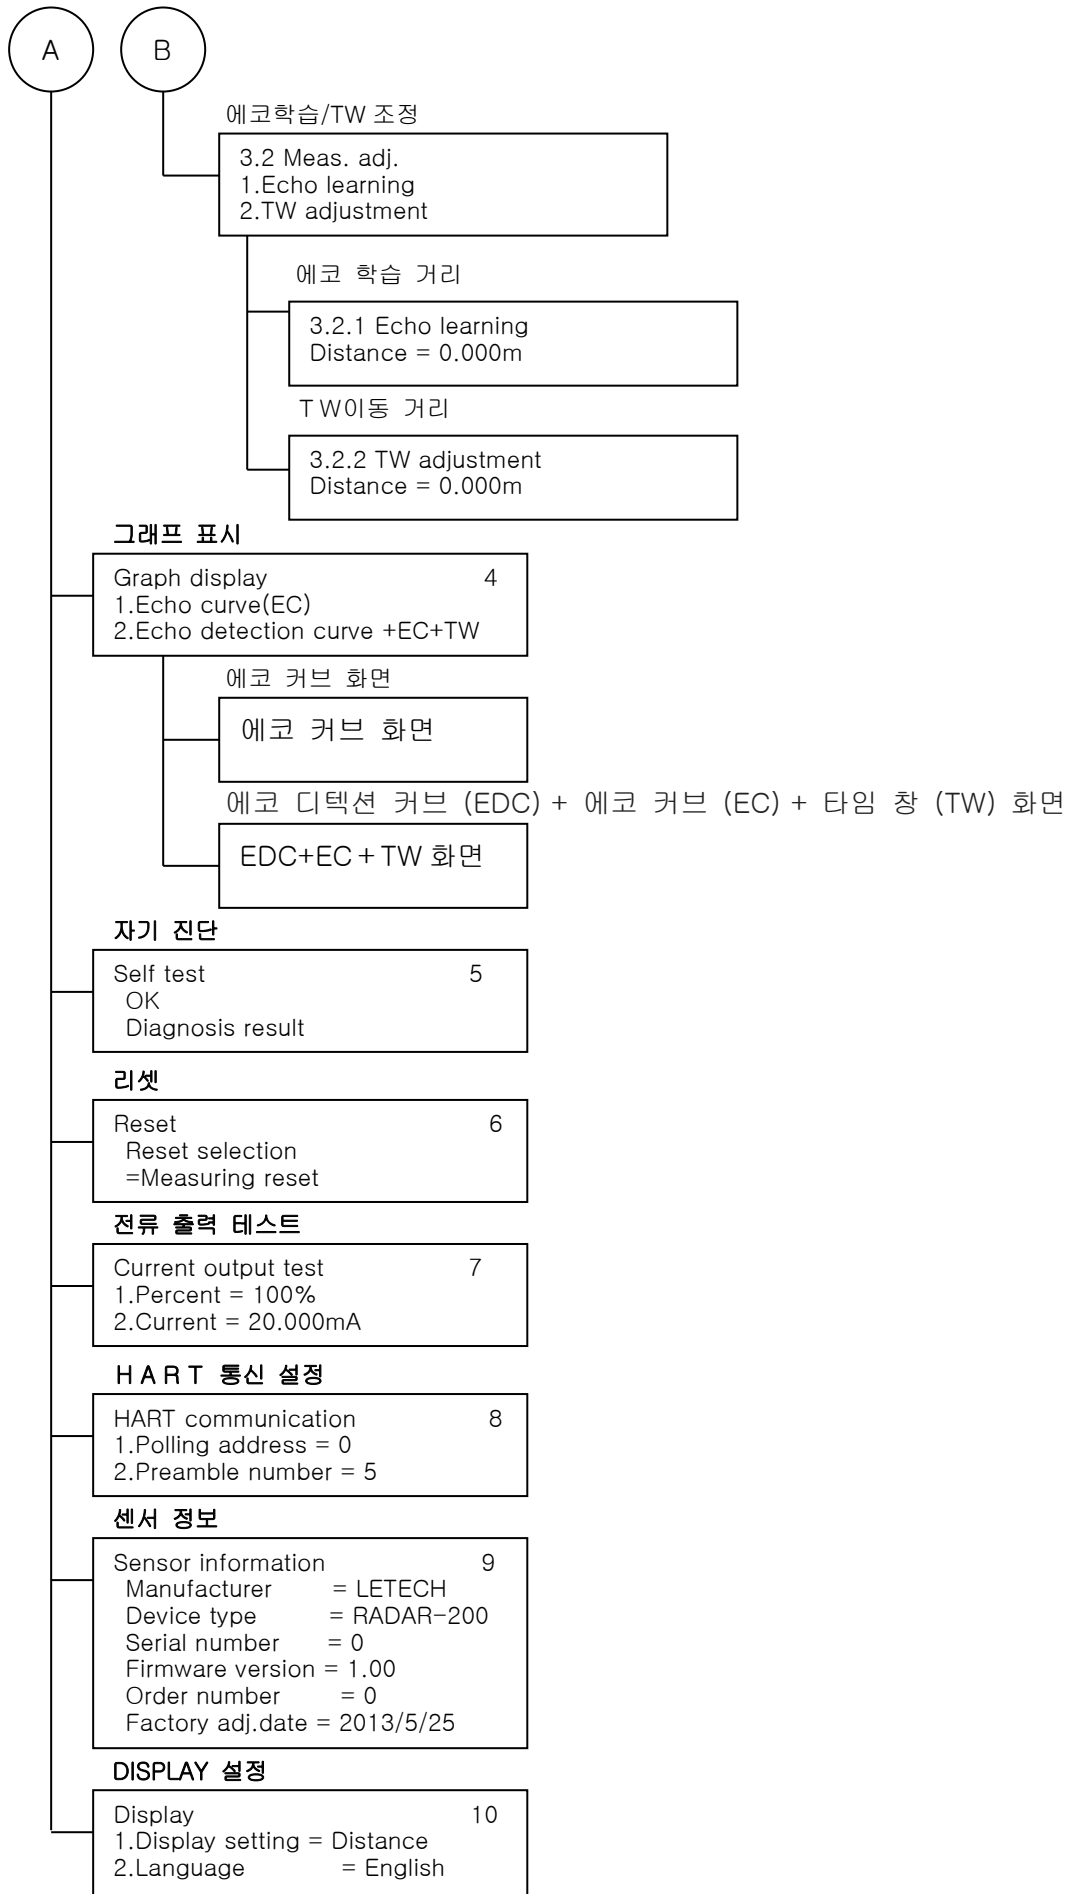 A B
에코학습/TW 조정
3.2 Meas. adj.
1.Echo learning
2.TW adjustment
에코 학습 거리
3.2.1 Echo learning
Distance = 0.000m
TW이동 거리
3.2.2 TW adjustment
Distance = 0.000m
그래프 표시
Graph display 4
1.Echo curve(EC)
2.Echo detection curve +EC+TW
에코 커브 화면
에코 커브 화면
에코 디텍션 커브 (EDC) + 에코 커브 (EC) + 타임 창 (TW) 화면
EDC+EC+TW 화면
자기 진단
Self test 5
OK
Diagnosis result
리셋
Reset 6
Reset selection
=Measuring reset
전류 출력 테스트
Current output test 7
1.Percent = 100%
2.Current = 20.000mA
HART 통신 설정
HART communication 8
1.Polling address = 0
2.Preamble number = 5
센서 정보
Sensor information 9
Manufacturer = LETECH
Device type = RADAR-200
Serial number = 0
Firmware version = 1.00
Order number = 0
Factory adj.date = 2013/5/25
DISPLAY 설정
Display 10
1.Display setting = Distance
2.Language = English